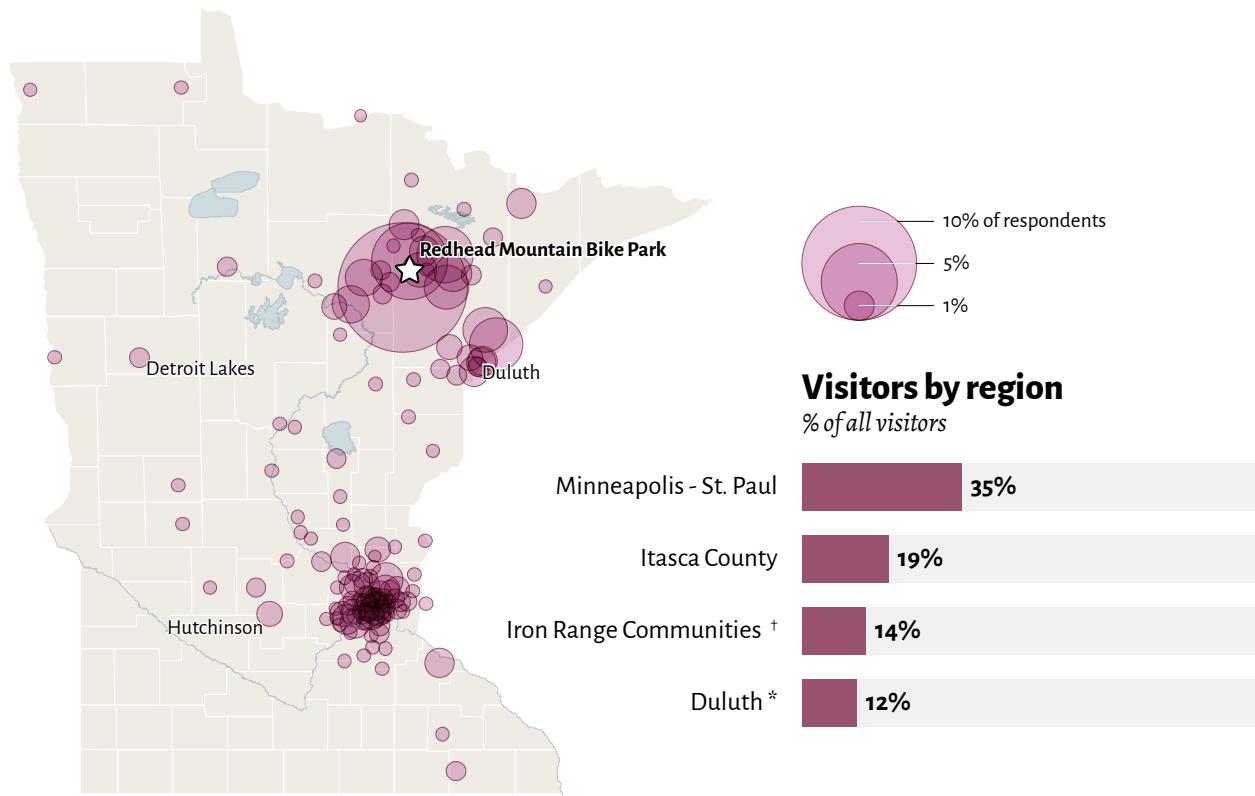 Redhead Mountain Bike Park
Detroit Lakes
Duluth
Hutchinson
10% of respondents
5%
1%
Visitors by region
% of all visitors
Minneapolis - St. Paul 35%
Itasca County 19%
Iron Range Communities † 14%
Duluth * 12%